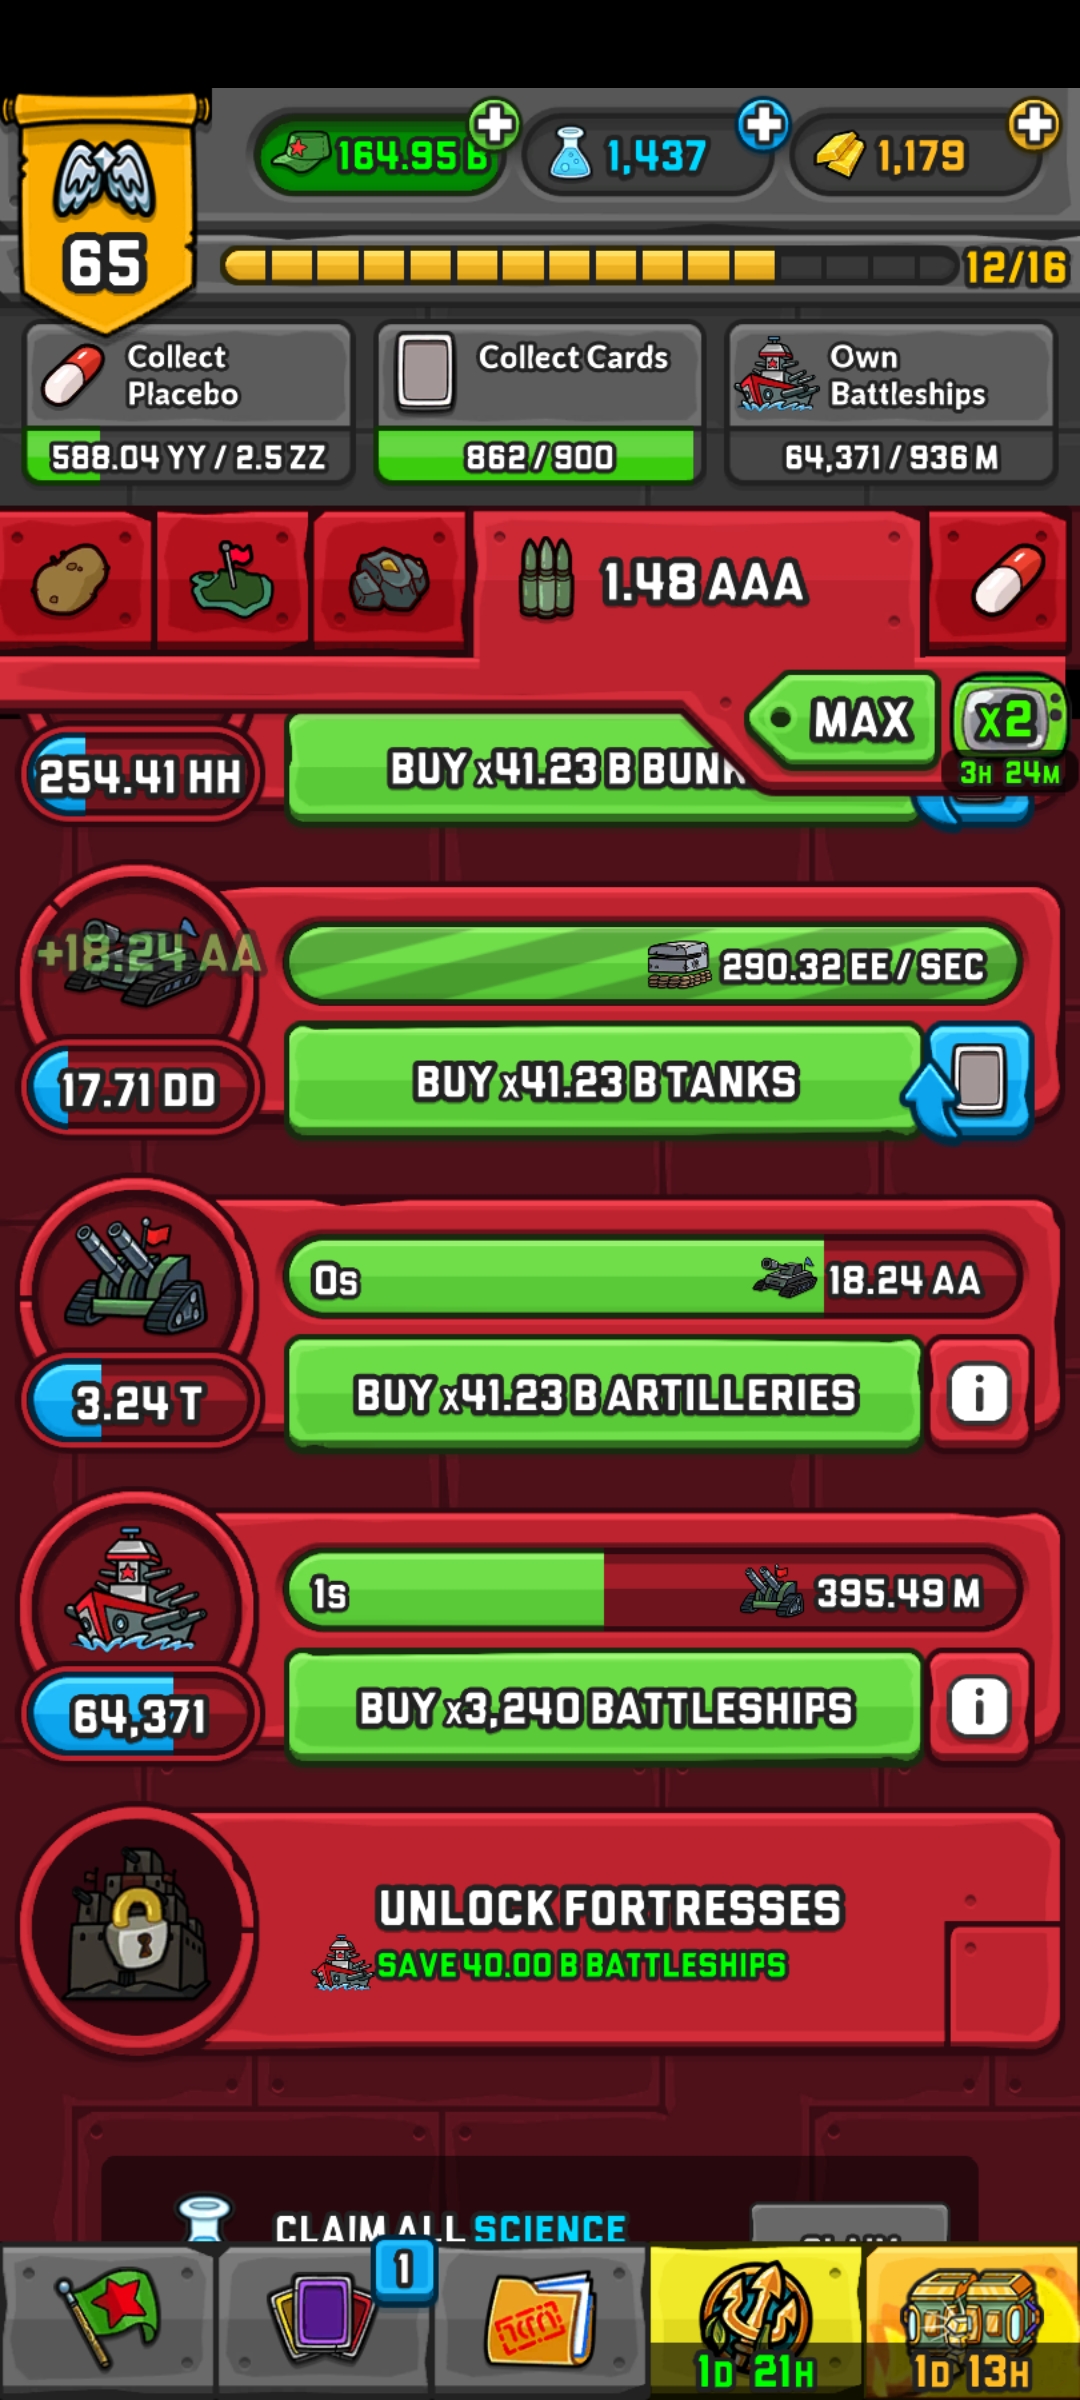 164.95 B
1,437
1,179
65
12/16
Collect
Placebo
588.04 YY / 2.5 ZZ
Collect Cards
862/900
Own
Battleships
64,371/936 M
1.48 AAA
MAX
x2
3H 24M
254.41 HH
BUY x41.23 B
+18.24 AA
290.32 EE / SEC
17.71 DD
BUY x41.23 B TANKS
0s
18.24 AA
3.24 T
BUY x41.23 B ARTILLERIES
1s
395.49 M
64,371
BUY x3,240 BATTLESHIPS
UNLOCK FORTRESSES
SAVE 40.00 B BATTLESHIPS
CLAIM ALL SCIENCE
1
1D 21H
1D 13H